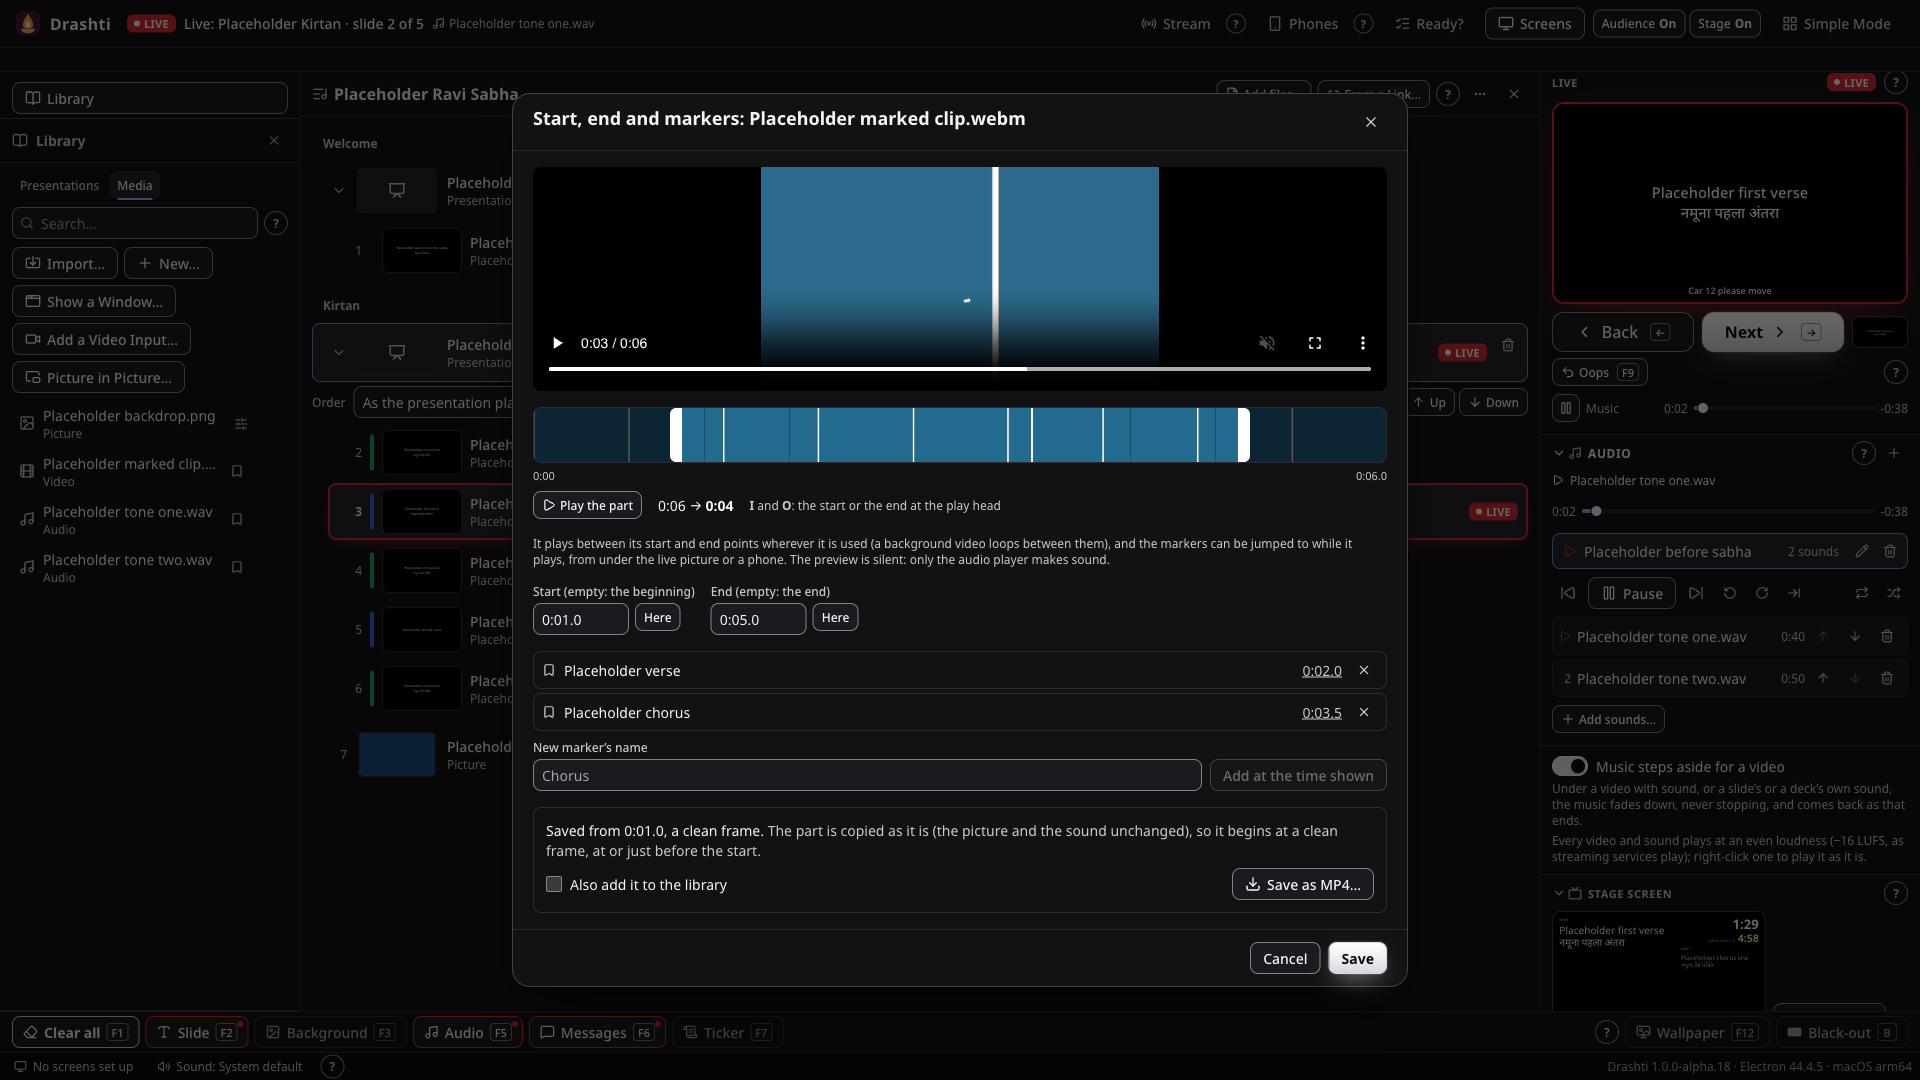 Drashti
LIVE
Live: Placeholder Kirtan · slide 2 of 5
Placeholder tone one.wav
Stream
?
Phones
?
Ready?
Screens
Audience On
Stage On
Simple Mode
Library
Library
Presentations
Media
Search...
?
Import...
New...
Show a Window...
Add a Video Input...
Picture in Picture...
Placeholder backdrop.png
Picture
Placeholder marked clip....
Video
Placeholder tone one.wav
Audio
Placeholder tone two.wav
Audio
Placeholder Ravi Sabha
?
Welcome
1
Kirtan
LIVE
Order
As the presentation pla
Up
Down
2
3
LIVE
4
5
6
7
Picture
Start, end and markers: Placeholder marked clip.webm
0:03 / 0:06
0:00
0:06.0
Play the part
0:06 → 0:04
I and O: the start or the end at the play head
It plays between its start and end points wherever it is used (a background video loops between them), and the markers can be jumped to while it
plays, from under the live picture or a phone. The preview is silent: only the audio player makes sound.
Start (empty: the beginning)
End (empty: the end)
0:01.0
Here
0:05.0
Here
Placeholder verse
0:02.0
Placeholder chorus
0:03.5
New marker's name
Chorus
Add at the time shown
Saved from 0:01.0, a clean frame. The part is copied as it is (the picture and the sound unchanged), so it begins at a clean
frame, at or just before the start.
Also add it to the library
Save as MP4...
Cancel
Save
LIVE
LIVE
?
Placeholder first verse
नमूना पहला अंतरा
Car 12 please move
Back
Next
Oops F9
?
Music
0:02
-0:38
AUDIO
?
Placeholder tone one.wav
0:02
-0:38
Placeholder before sabha
2 sounds
Pause
Placeholder tone one.wav
0:40
2 Placeholder tone two.wav
0:50
Add sounds...
Music steps aside for a video
Under a video with sound, or a slide's or a deck's own sound,
the music fades down, never stopping, and comes back as that
ends.
Every video and sound plays at an even loudness (−16 LUFS, as
streaming services play); right-click one to play it as it is.
STAGE SCREEN
?
Placeholder first verse
नमूना पहला अंतरा
1:29
4:58
Placeholder chorus line
Clear all F1
Slide F2
Background F3
Audio F5
Messages F6
Ticker F7
?
Wallpaper F12
Black-out B
No screens set up
Sound: System default
?
Drashti 1.0.0-alpha.18 · Electron 44.4.5 · macOS arm64